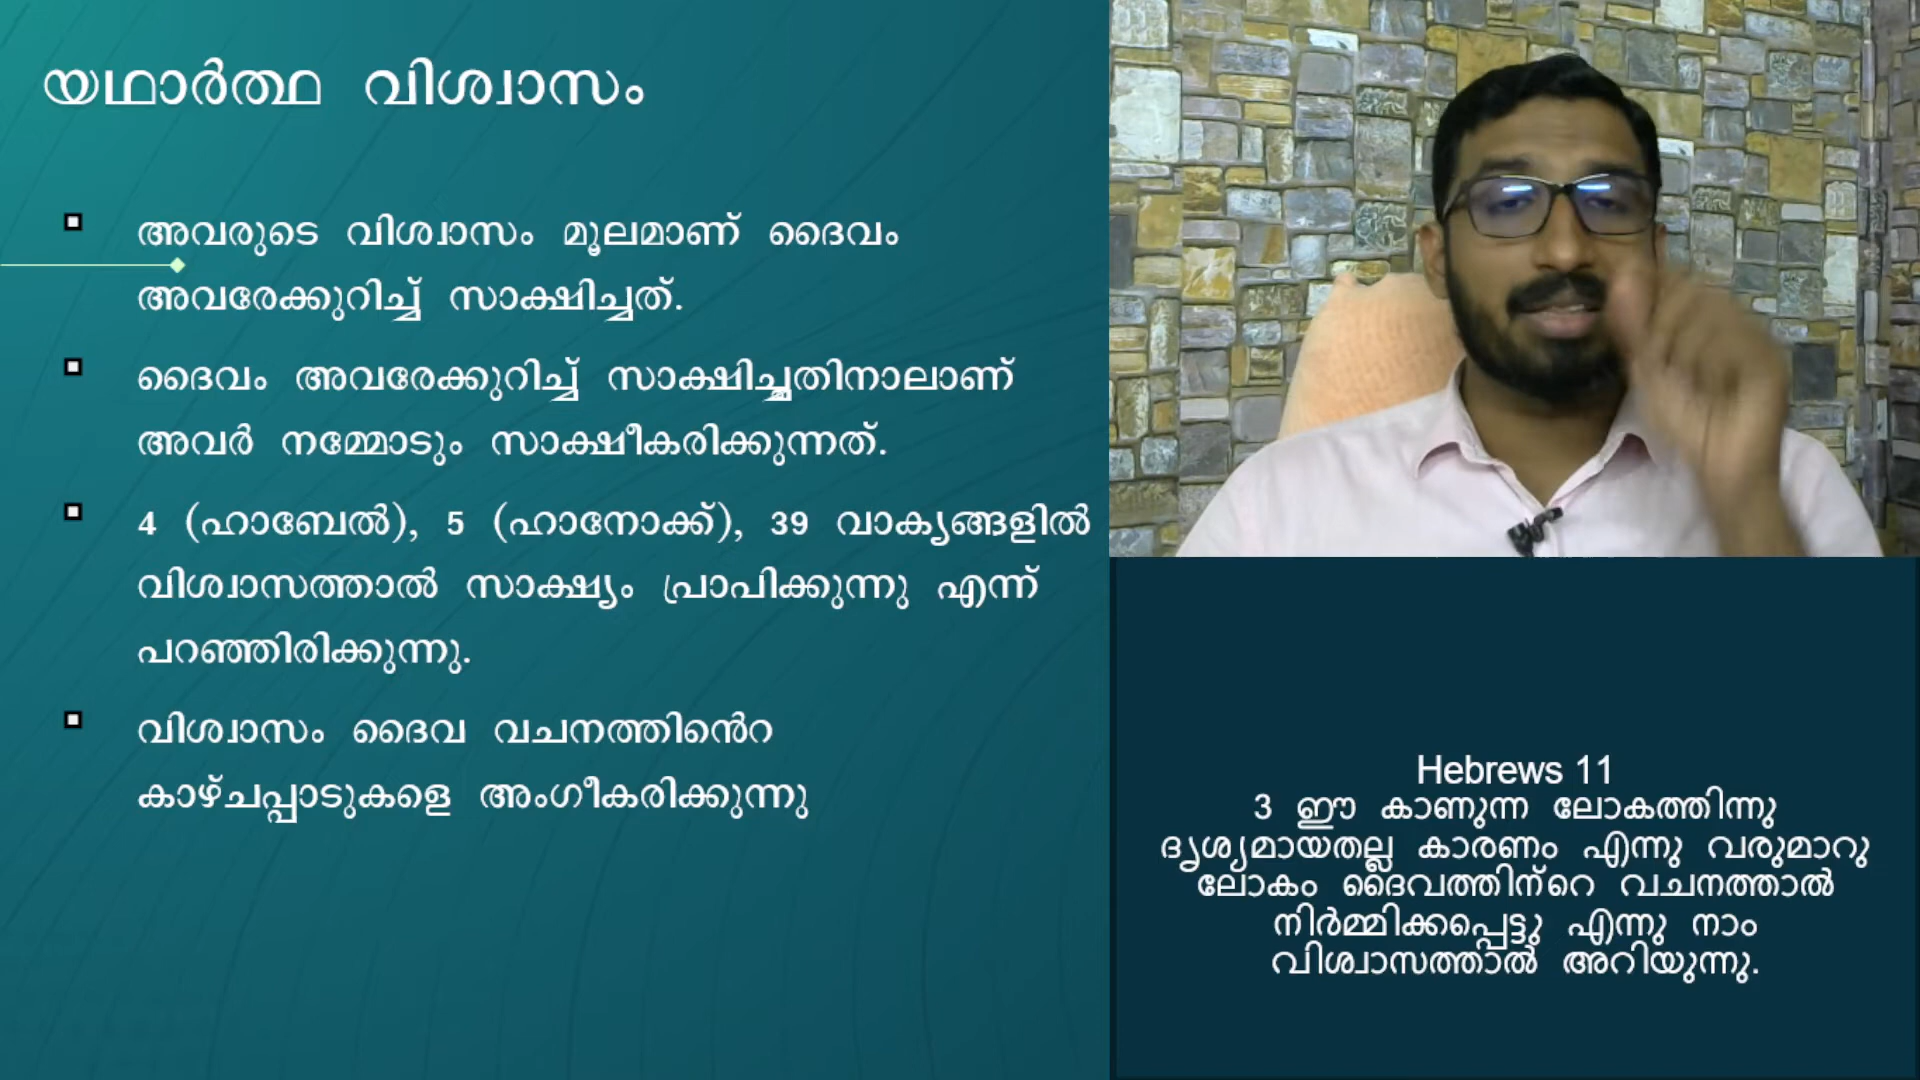 യഥാർത്ഥ വിശ്വാസം
അവരുടെ വിശ്വാസം മൂലമാണ് ദൈവം
അവരേക്കുറിച്ച് സാക്ഷിച്ചത്.
ദൈവം അവരേക്കുറിച്ച് സാക്ഷിച്ചതിനാലാണ്
അവർ നമ്മോടും സാക്ഷീകരിക്കുന്നത്.
4 (ഹാബേൽ), 5 (ഹാനോക്ക്), 39 വാക്യങ്ങളിൽ
വിശ്വാസത്താൽ സാക്ഷ്യം പ്രാപിക്കുന്നു എന്ന്
പറഞ്ഞിരിക്കുന്നു.
വിശ്വാസം ദൈവ വചനത്തിൻെറ
കാഴ്ചപ്പാടുകളെ അംഗീകരിക്കുന്നു
Hebrews 11
3 ഈ കാണുന്ന ലോകത്തിന്നു
ദൃശ്യമായതല്ല കാരണം എന്നു വരുമാറു
ലോകം ദൈവത്തിന്റെ വചനത്താൽ
നിർമ്മിക്കപ്പെട്ടു എന്നു നാം
വിശ്വാസത്താൽ അറിയുന്നു.